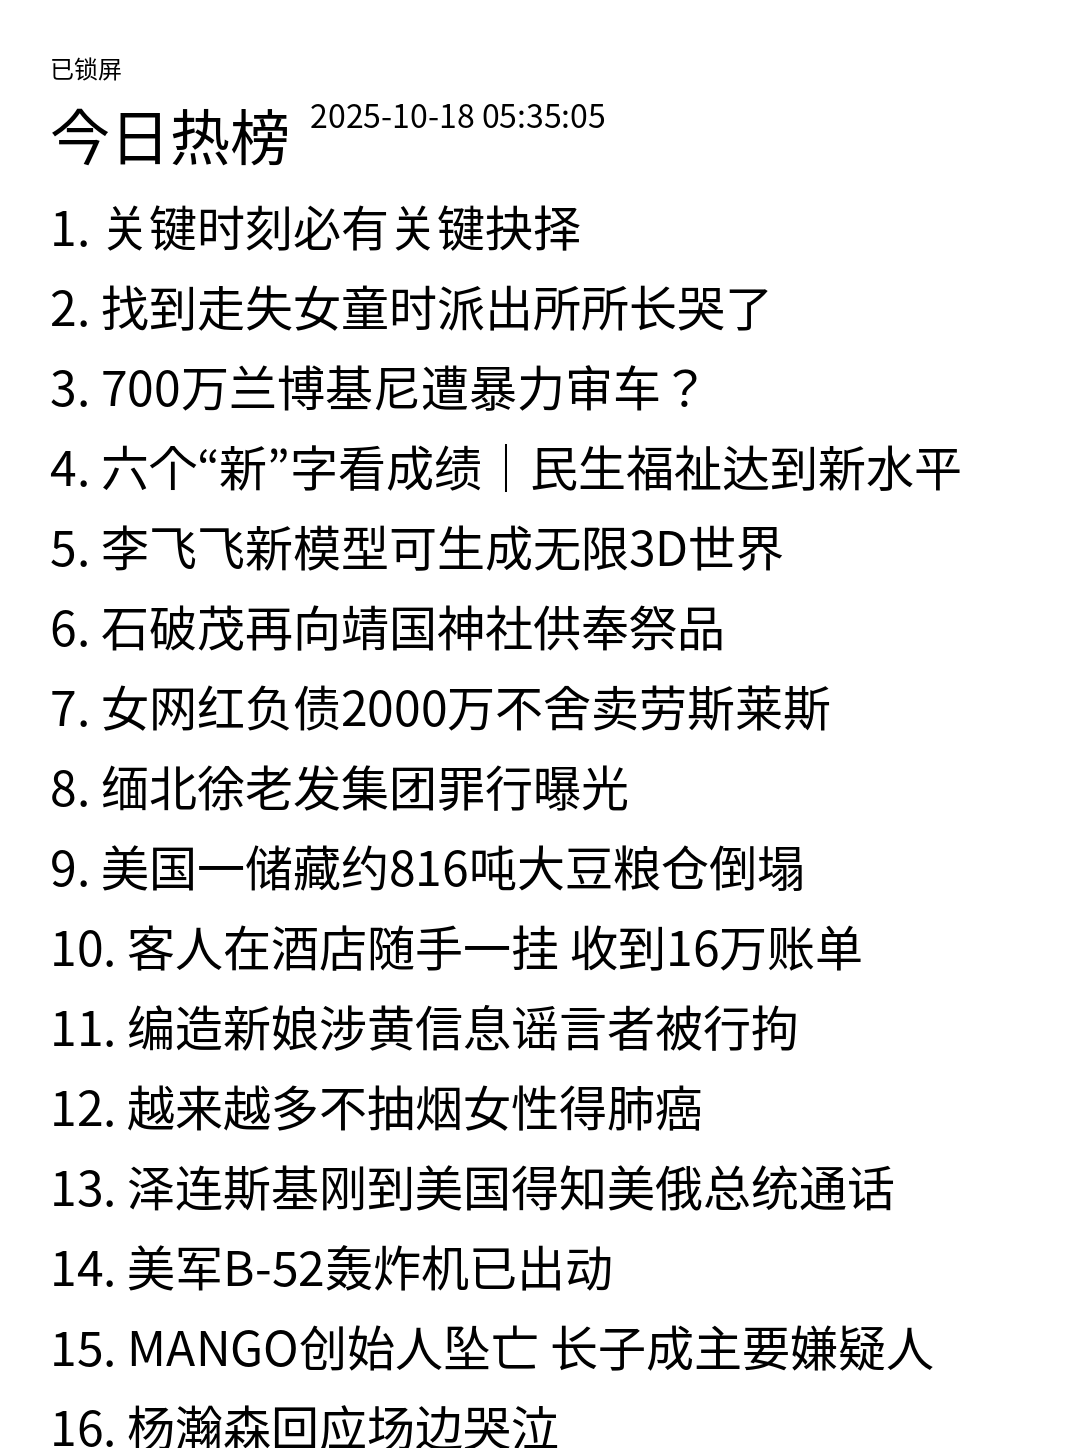 已锁屏
今日热榜 2025-10-18 05:35:05
1. 关键时刻必有关键抉择
2. 找到走失女童时派出所所长哭了
3. 700万兰博基尼遭暴力审车？
4. 六个“新”字看成绩｜民生福祉达到新水平
5. 李飞飞新模型可生成无限3D世界
6. 石破茂再向靖国神社供奉祭品
7. 女网红负债2000万不舍卖劳斯莱斯
8. 缅北徐老发集团罪行曝光
9. 美国一储藏约816吨大豆粮仓倒塌
10. 客人在酒店随手一挂 收到16万账单
11. 编造新娘涉黄信息谣言者被行拘
12. 越来越多不抽烟女性得肺癌
13. 泽连斯基刚到美国得知美俄总统通话
14. 美军B-52轰炸机已出动
15. MANGO创始人坠亡 长子成主要嫌疑人
16. 杨瀚森回应场边哭泣